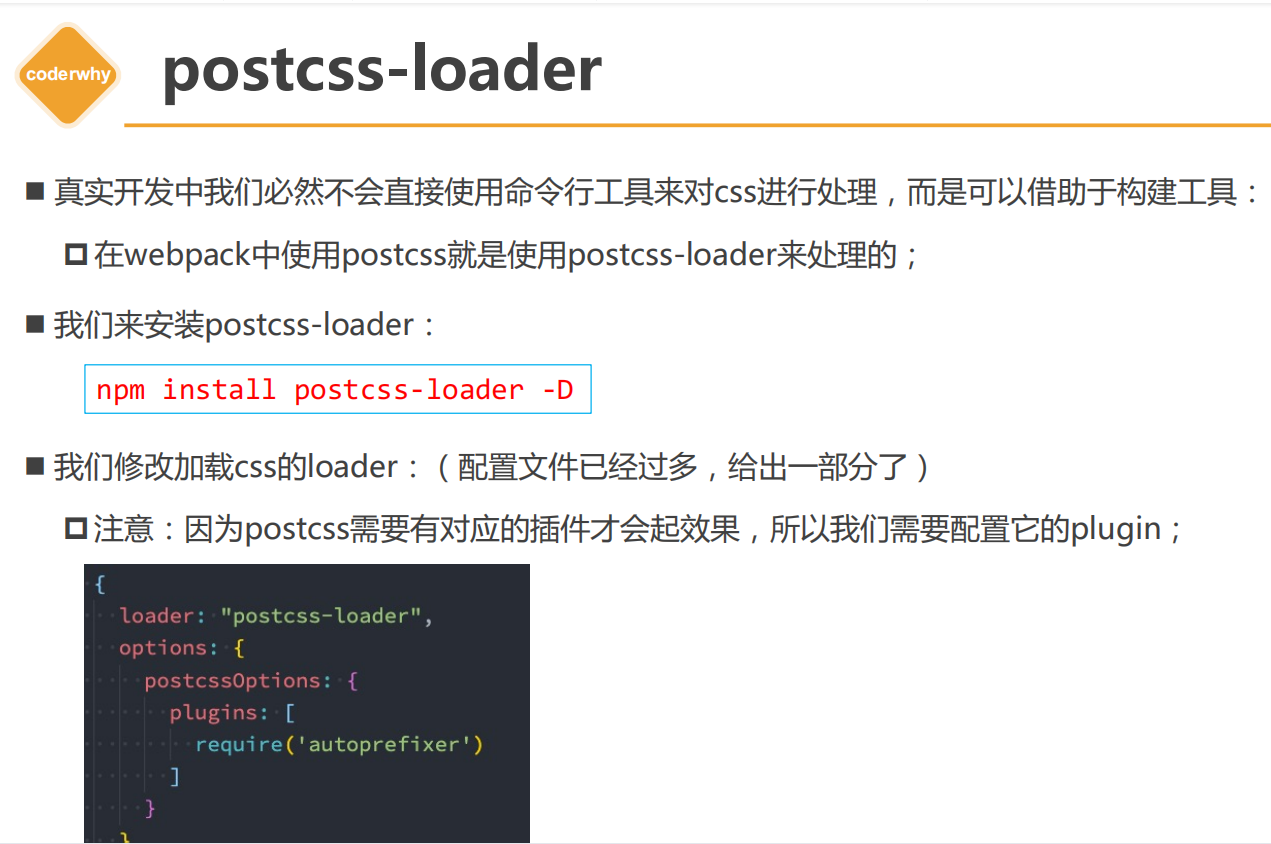 coderwhy
postcss-loader
真实开发中我们必然不会直接使用命令行工具来对css进行处理，而是可以借助于构建工具：
在webpack中使用postcss就是使用postcss-loader来处理的；
我们来安装postcss-loader：
npm install postcss-loader -D
我们修改加载css的loader：（配置文件已经过多，给出一部分了）
注意：因为postcss需要有对应的插件才会起效果，所以我们需要配置它的plugin；
{
loader: "postcss-loader",
options: {
postcssOptions: {
plugins: [
require('autoprefixer')
]
}
}